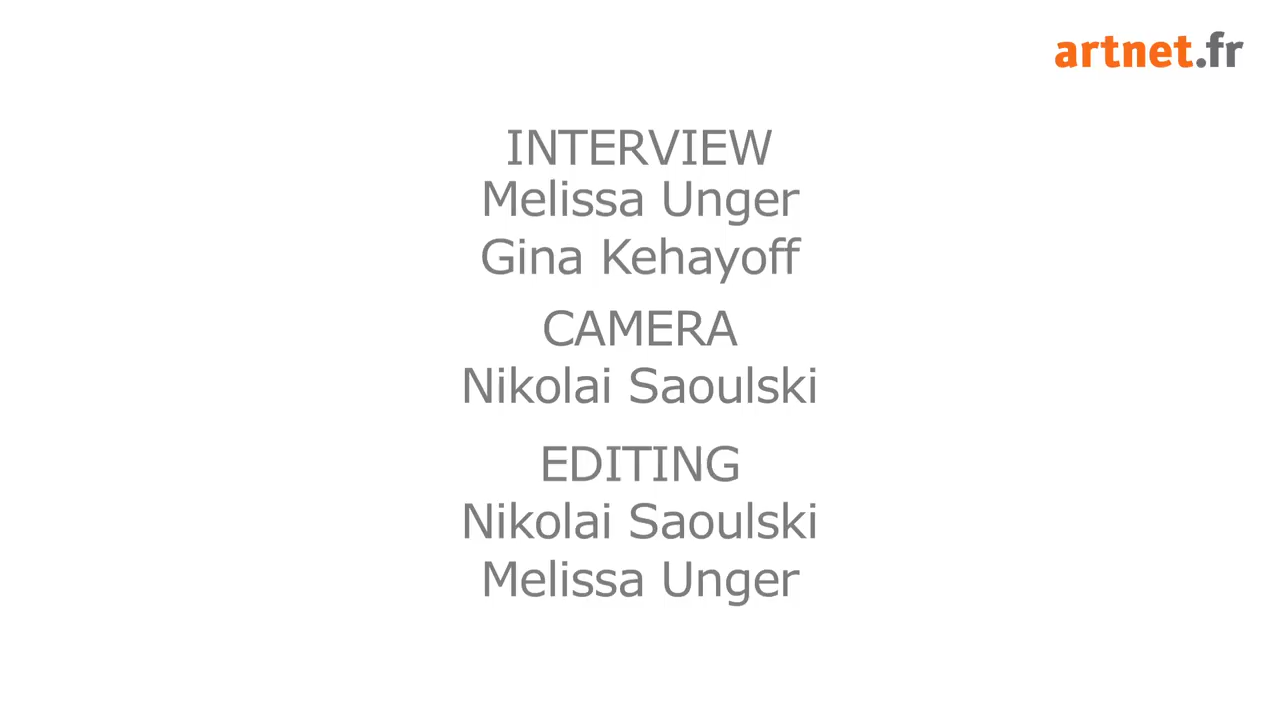 artnet.fr
INTERVIEW
Melissa Unger
Gina Kehayoff
CAMERA
Nikolai Saoulski
EDITING
Nikolai Saoulski
Melissa Unger